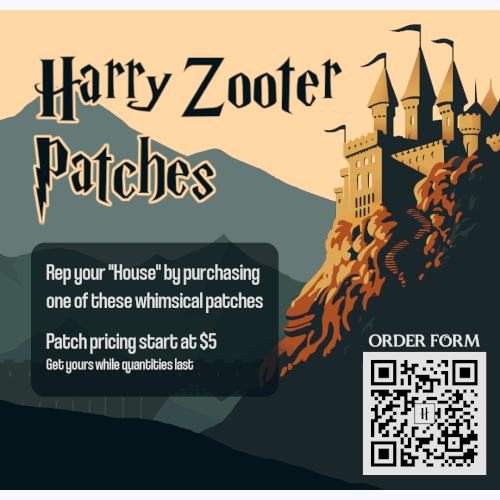 Harry Zooter
Patches
Rep your "House" by purchasing
one of these whimsical patches
Patch pricing start at $5
Get yours while quantities last
ORDER FORM
H